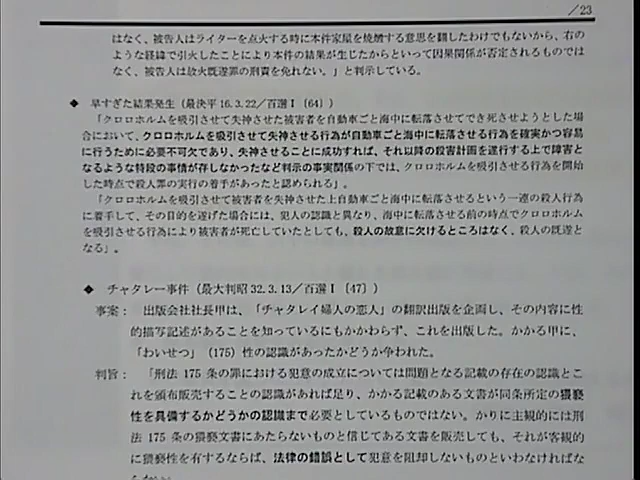 ／23
はなく、被告人はライターを点火する時に本件家屋を焼燬する意思を翻したわけでもないから、右の
ような経緯で引火したことにより本件の結果が生じたからといって因果関係が否定されるものでは
なく、被告人は放火既遂罪の刑責を免れない。」と判示している。
◆ 早すぎた結果発生（最決平 16.3.22／百選Ⅰ〔64〕）
「クロロホルムを吸引させて失神させた被害者を自動車ごと海中に転落させてでき死させようとした場
合において、クロロホルムを吸引させて失神させる行為が自動車ごと海中に転落させる行為を確実かつ容易
に行うために必要不可欠であり、失神させることに成功すれば、それ以降の殺害計画を遂行する上で障害と
なるような特段の事情が存しなかったなど判示の事実関係の下では、クロロホルムを吸引させる行為を開始
した時点で殺人罪の実行の着手があったと認められる」。
「クロロホルムを吸引させて被害者を失神させた上自動車ごと海中に転落させるという一連の殺人行為
に着手して、その目的を遂げた場合には、犯人の認識と異なり、海中に転落させる前の時点でクロロホルム
を吸引させる行為により被害者が死亡していたとしても、殺人の故意に欠けるところはなく、殺人の既遂と
なる」。
◆ チャタレー事件（最大判昭 32.3.13／百選Ⅰ〔47〕）
事案： 出版会社社長甲は、「チャタレイ婦人の恋人」の翻訳出版を企画し、その内容に性
的描写記述があることを知っているにもかかわらず、これを出版した。かかる甲に、
「わいせつ」（175）性の認識があったかどうか争われた。
判旨： 「刑法 175 条の罪における犯意の成立については問題となる記載の存在の認識とこ
れを頒布販売することの認識があれば足り、かかる記載のある文書が同条所定の猥褻
性を具備するかどうかの認識まで必要としているものではない。かりに主観的には刑
法 175 条の猥褻文書にあたらないものと信じてある文書を販売しても、それが客観的
に猥褻性を有するならば、法律の錯誤として犯意を阻却しないものといわなければな
らない